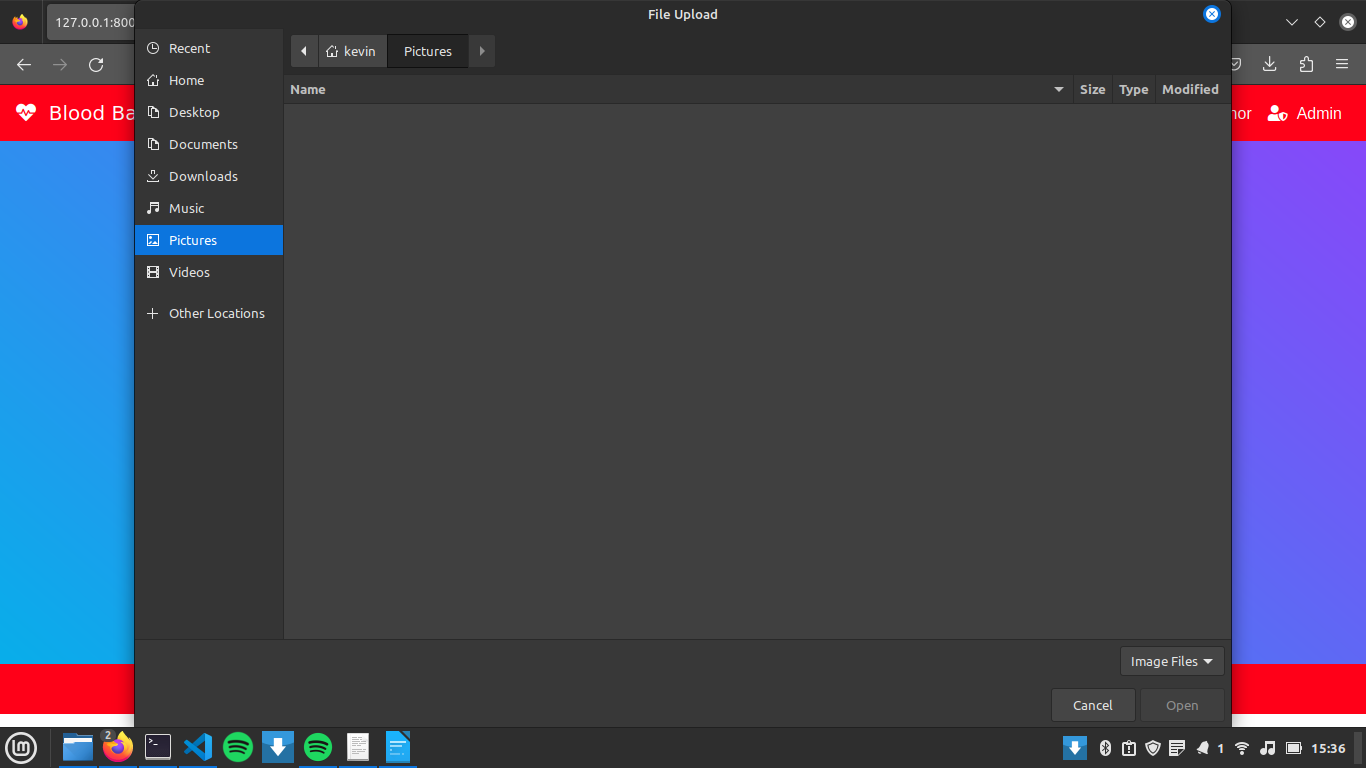 File Upload
127.0.0.1:800
Recent
kevin
Pictures
Home
Name
Size
Type
Modified
Desktop
Blood Ba
nor
Admin
Documents
Downloads
Music
Pictures
Videos
Other Locations
Image Files
Cancel
Open
2
1
15:36